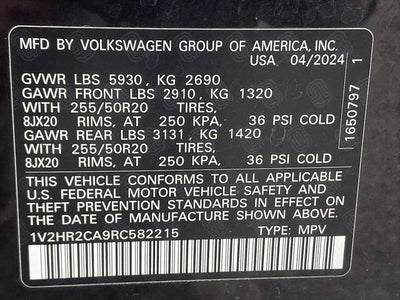 MFD BY VOLKSWAGEN GROUP OF AMERICA, INC.
USA 04/2024 1
GVWR LBS 5930 , KG 2690
GAWR FRONT LBS 2910 , KG 1320
WITH 255/50R20 TIRES,
8JX20 RIMS, AT 250 KPA, 36 PSI COLD
GAWR REAR LBS 3131 , KG 1420
WITH 255/50R20 TIRES,
8JX20 RIMS, AT 250 KPA, 36 PSI COLD
THIS VEHICLE CONFORMS TO ALL APPLICABLE
U.S. FEDERAL MOTOR VEHICLE SAFETY AND
THEFT PREVENTION STANDARDS IN EFFECT ON
THE DATE OF MANUFACTURE SHOWN ABOVE.
1V2HR2CA9RC582215 TYPE: MPV
1650797